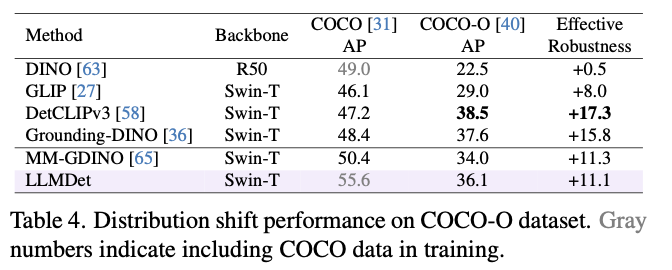 Method Backbone COCO [31] AP COCO-O [40] AP Effective Robustness
DINO [63] R50 49.0 22.5 +0.5
GLIP [27] Swin-T 46.1 29.0 +8.0
DetCLIPv3 [58] Swin-T 47.2 38.5 +17.3
Grounding-DINO [36] Swin-T 48.4 37.6 +15.8
MM-GDINO [65] Swin-T 50.4 34.0 +11.3
LLMDet Swin-T 55.6 36.1 +11.1
Table 4. Distribution shift performance on COCO-O dataset. Gray
numbers indicate including COCO data in training.